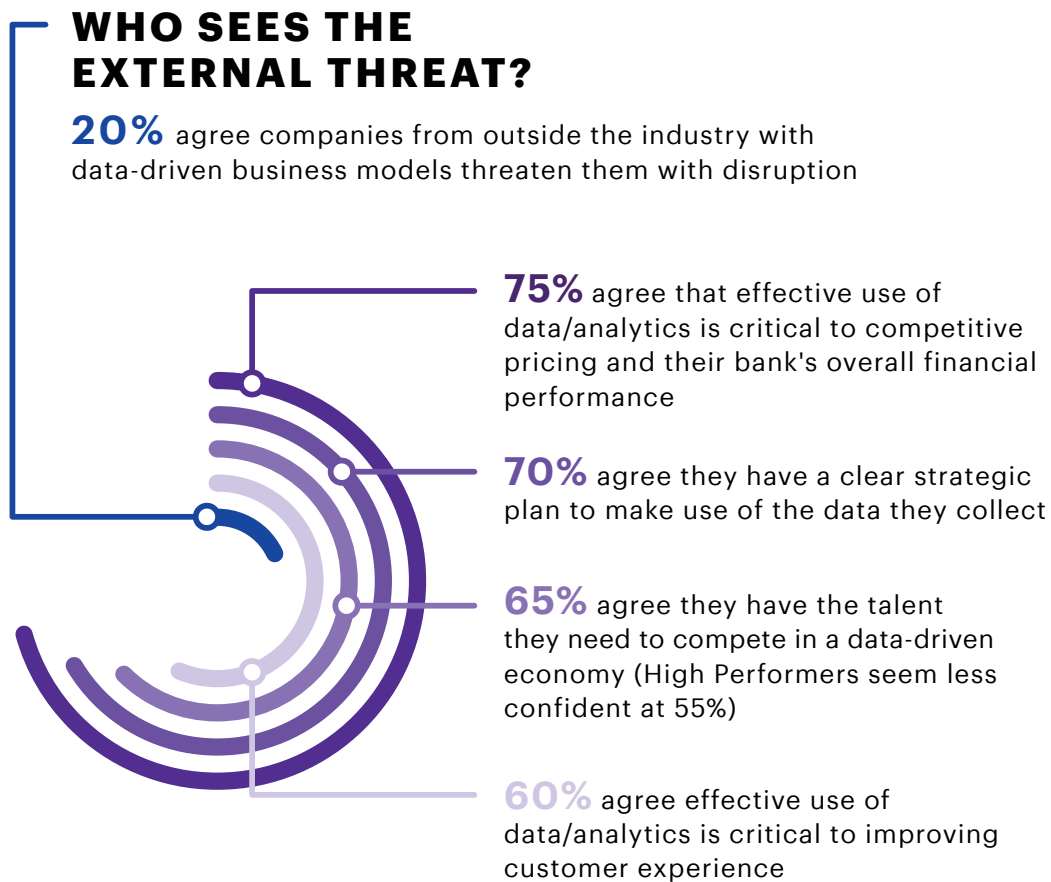 WHO SEES THE
EXTERNAL THREAT?
20% agree companies from outside the industry with
data-driven business models threaten them with disruption
75% agree that effective use of
data/analytics is critical to competitive
pricing and their bank's overall financial
performance
70% agree they have a clear strategic
plan to make use of the data they collect
65% agree they have the talent
they need to compete in a data-driven
economy (High Performers seem less
confident at 55%)
60% agree effective use of
data/analytics is critical to improving
customer experience